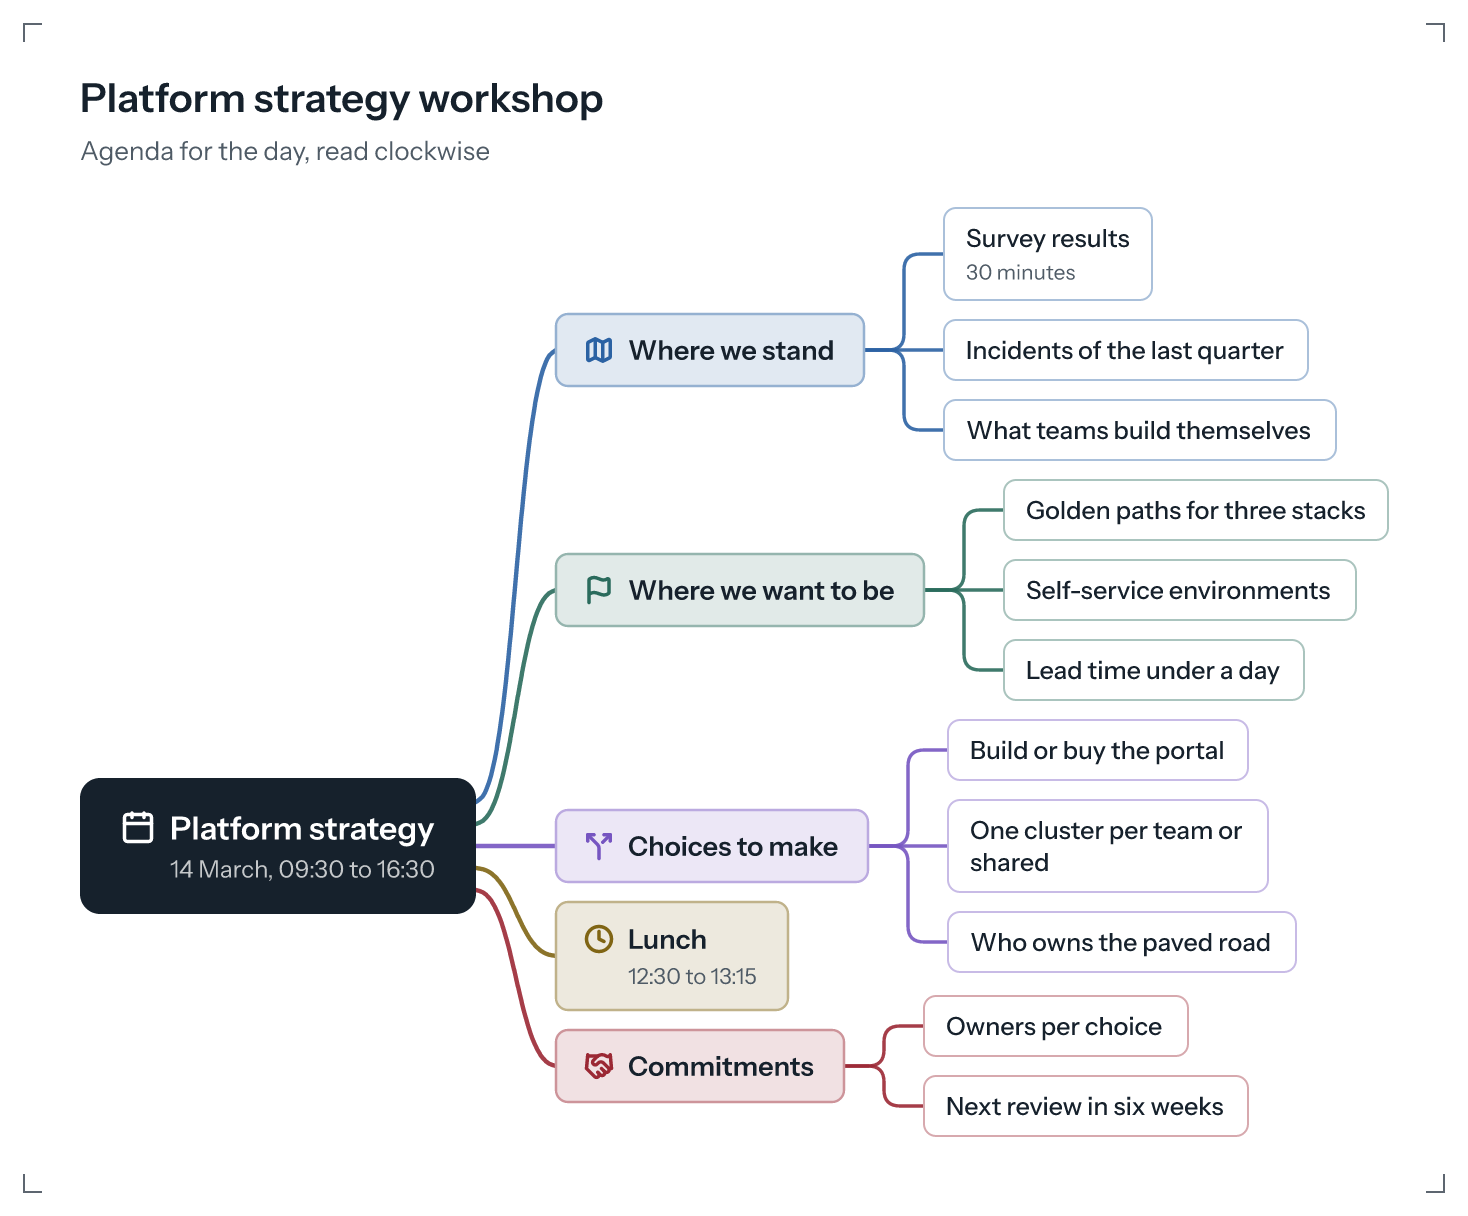 Platform strategy workshop
Agenda for the day, read clockwise
Platform strategy
14 March, 09:30 to 16:30
Where we stand
Survey results
30 minutes
Incidents of the last quarter
What teams build themselves
Where we want to be
Golden paths for three stacks
Self-service environments
Lead time under a day
Choices to make
Build or buy the portal
One cluster per team or
shared
Who owns the paved road
Lunch
12:30 to 13:15
Commitments
Owners per choice
Next review in six weeks